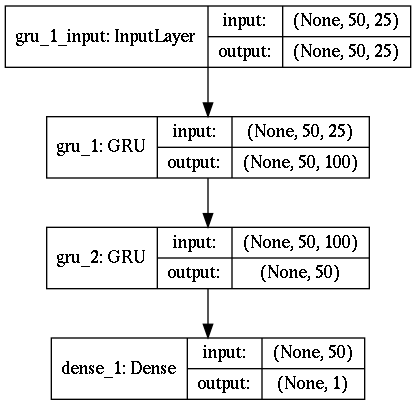 gru_1_input: InputLayer
input: (None, 50, 25)
output: (None, 50, 25)
gru_1: GRU
input: (None, 50, 25)
output: (None, 50, 100)
gru_2: GRU
input: (None, 50, 100)
output: (None, 50)
dense_1: Dense
input: (None, 50)
output: (None, 1)